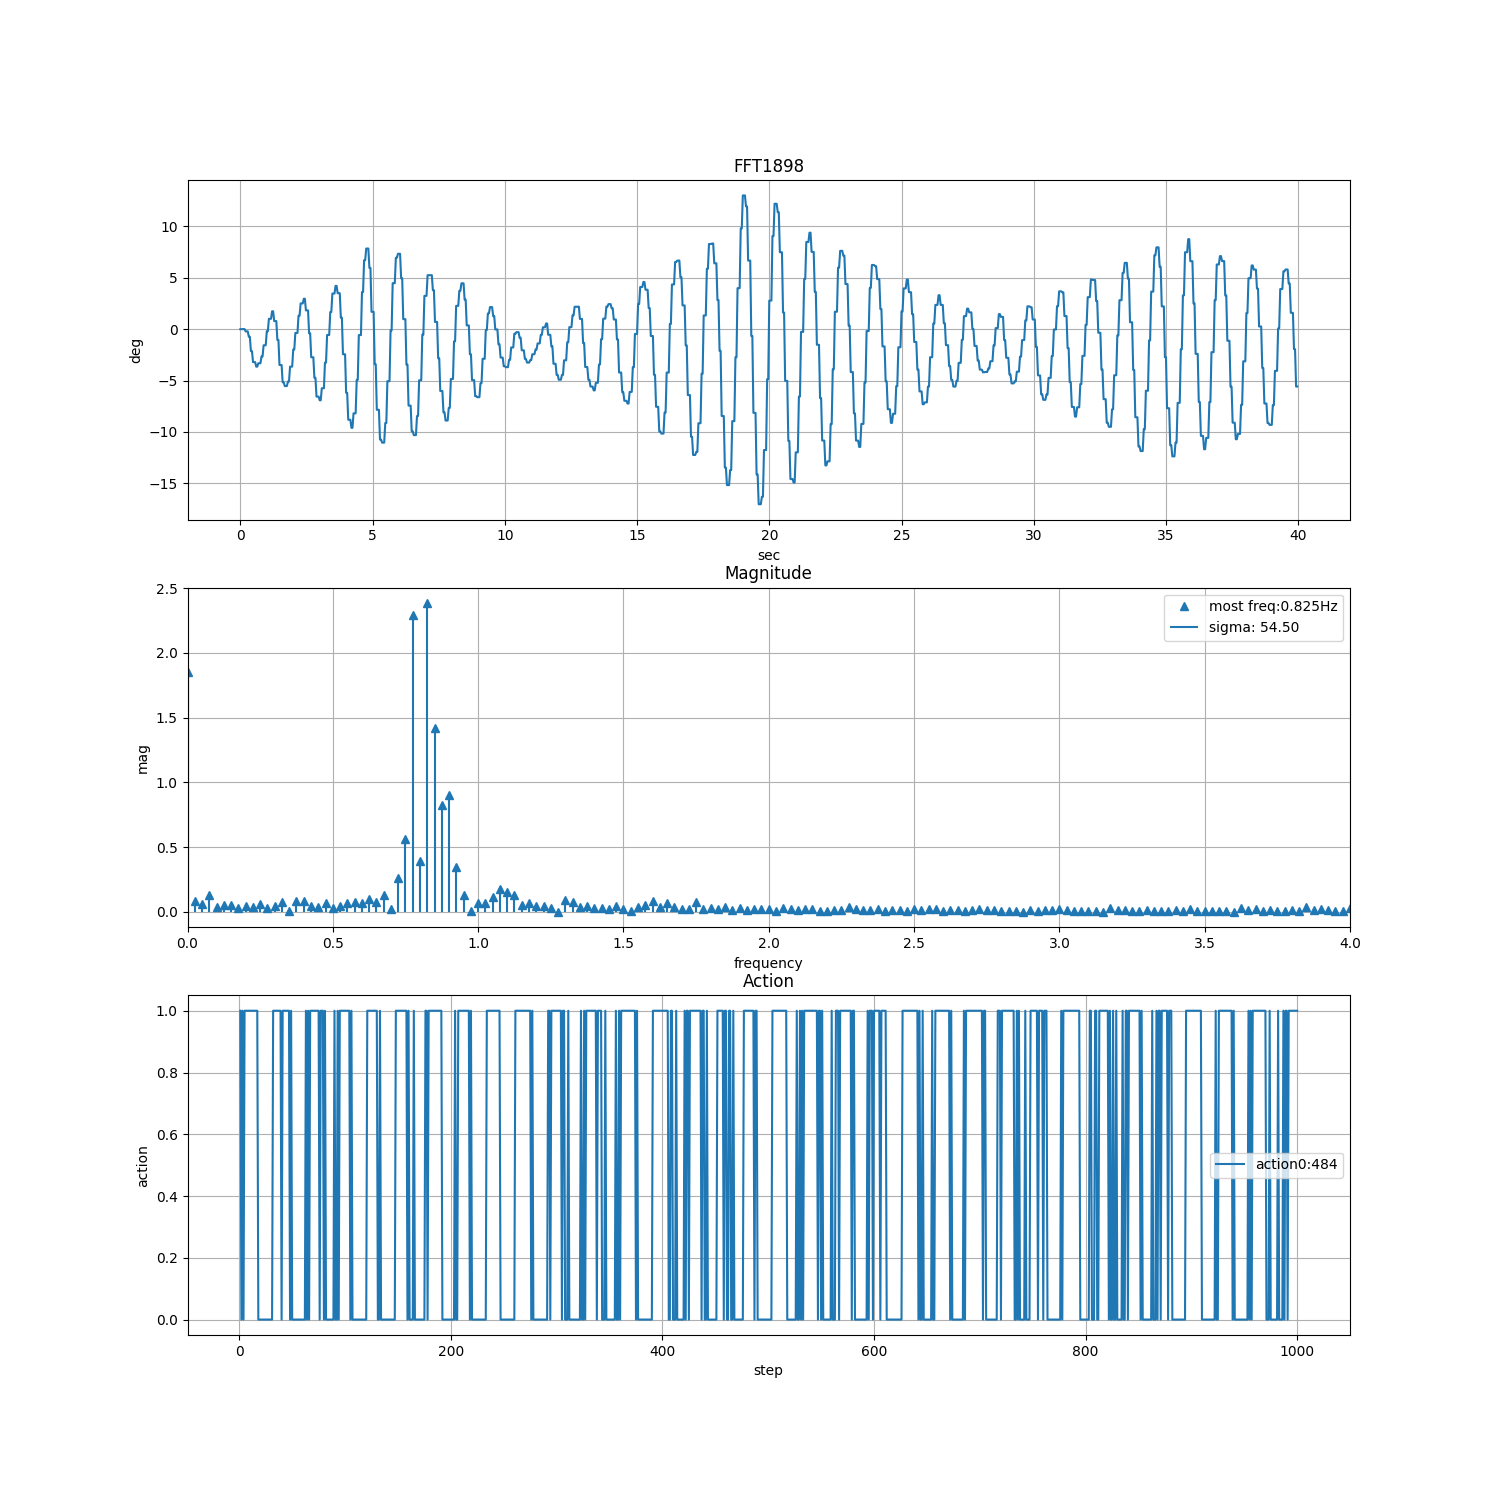 FFT1898
10
5
0
−5
−10
−15
deg
0 5 10 15 20 25 30 35 40
sec
Magnitude
2.5
2.0
1.5
1.0
0.5
0.0
mag
most freq:0.825Hz
sigma: 54.50
0.0 0.5 1.0 1.5 2.0 2.5 3.0 3.5 4.0
frequency
Action
1.0
0.8
0.6
0.4
0.2
0.0
action
action0:484
0 200 400 600 800 1000
step